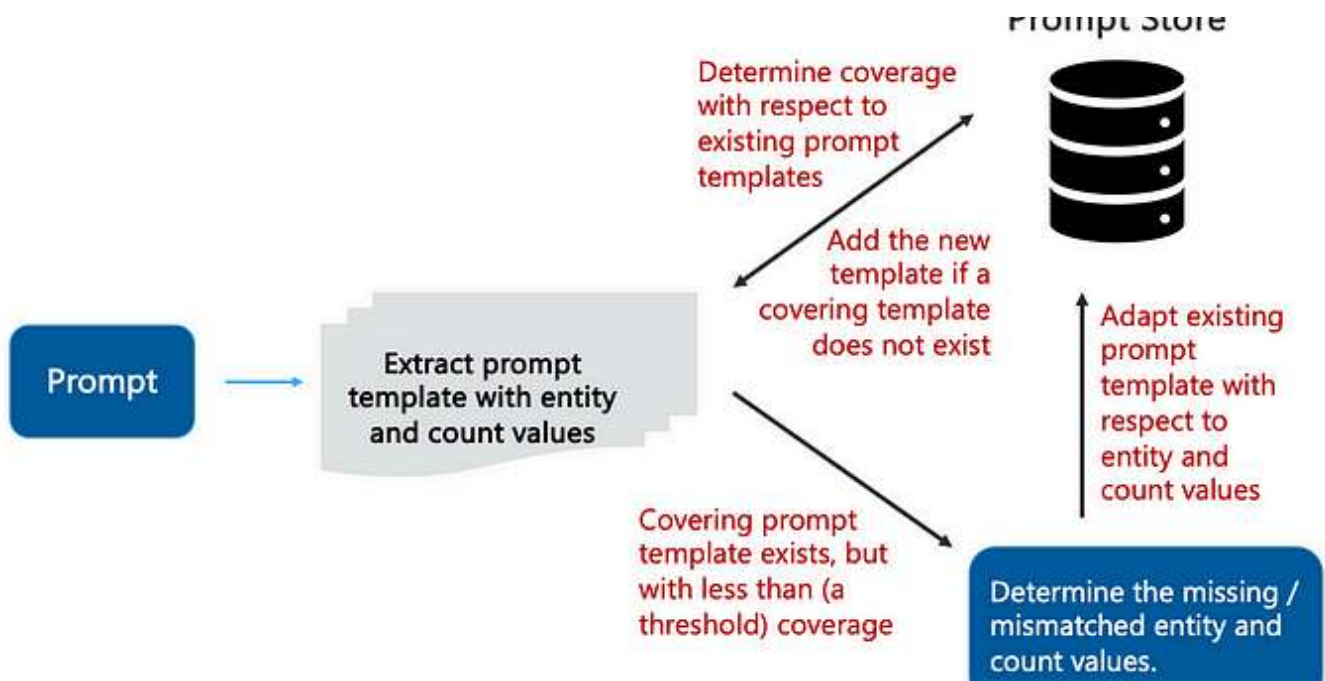 Prompt Store
Determine coverage
with respect to
existing prompt
templates
Add the new
template if a
covering template
does not exist
Prompt
Extract prompt
template with entity
and count values
Adapt existing
prompt
template with
respect to
entity and
count values
Covering prompt
template exists, but
with less than (a
threshold) coverage
Determine the missing /
mismatched entity and
count values.